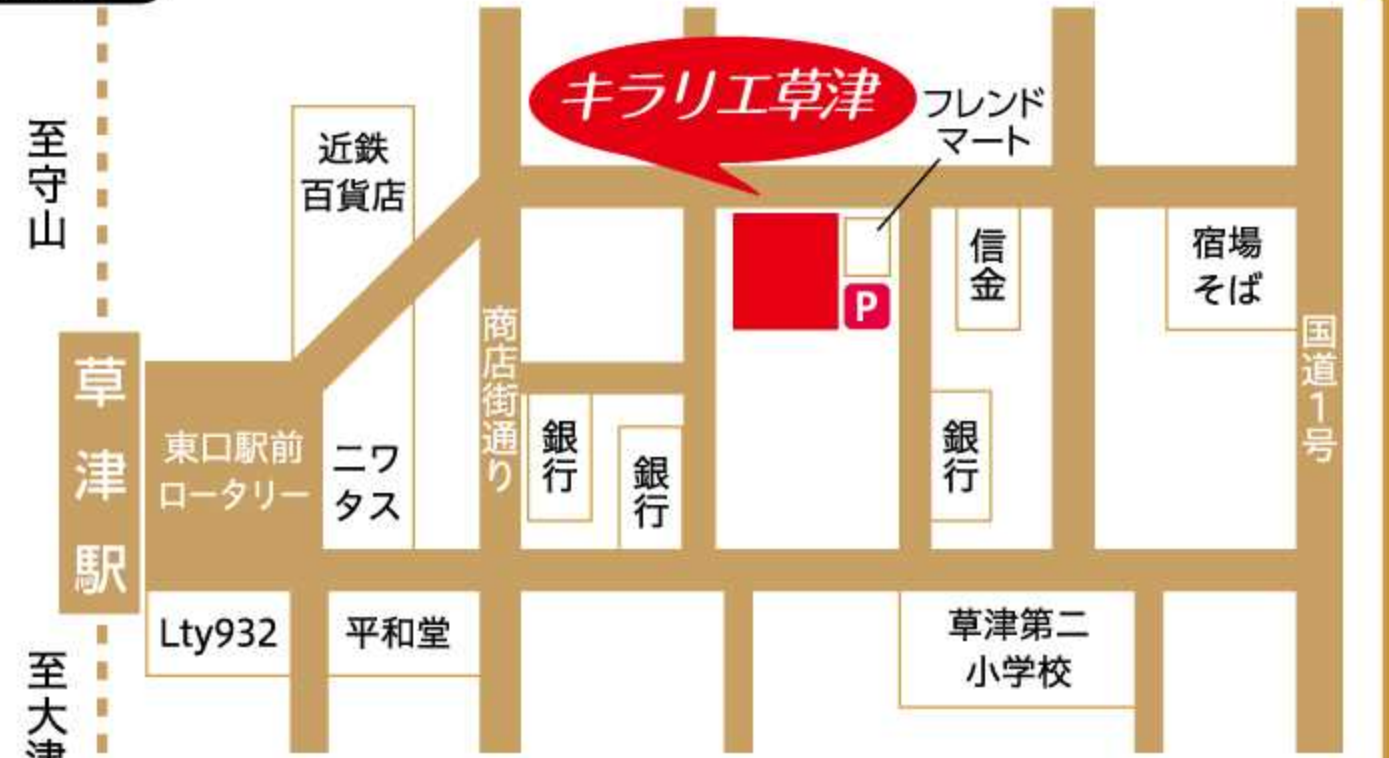 至守山
草津駅
至大津
近鉄
百貨店
東口駅前
ロータリー
ニワ
タス
Lty932
平和堂
商店街通り
銀行
銀行
キラリエ草津
フレンド
マート
P
信金
銀行
宿場
そば
国道1号
草津第二
小学校